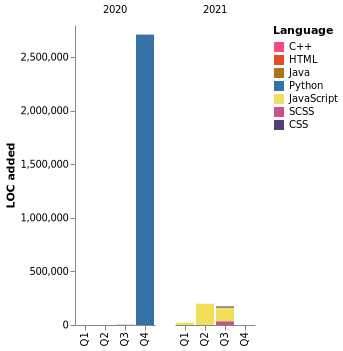 2020
2021
Language
C++
HTML
Java
Python
JavaScript
SCSS
CSS
LOC added
2,500,000
2,000,000
1,500,000
1,000,000
500,000
0
Q1
Q2
Q3
Q4
Q1
Q2
Q3
Q4